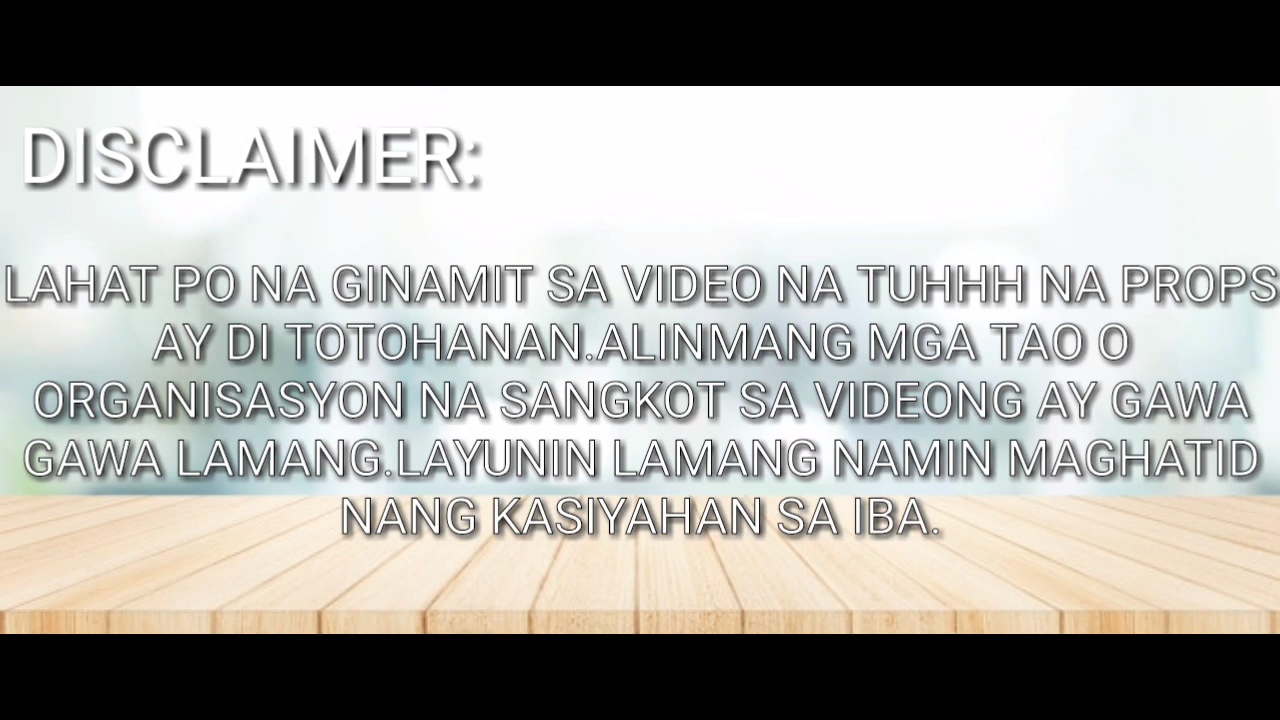 DISCLAIMER:
LAHAT PO NA GINAMIT SA VIDEO NA TUHHH NA PROPS
AY DI TOTOHANAN.ALINMANG MGA TAO O
ORGANISASYON NA SANGKOT SA VIDEONG AY GAWA
GAWA LAMANG.LAYUNIN LAMANG NAMIN MAGHATID
NANG KASIYAHAN SA IBA.